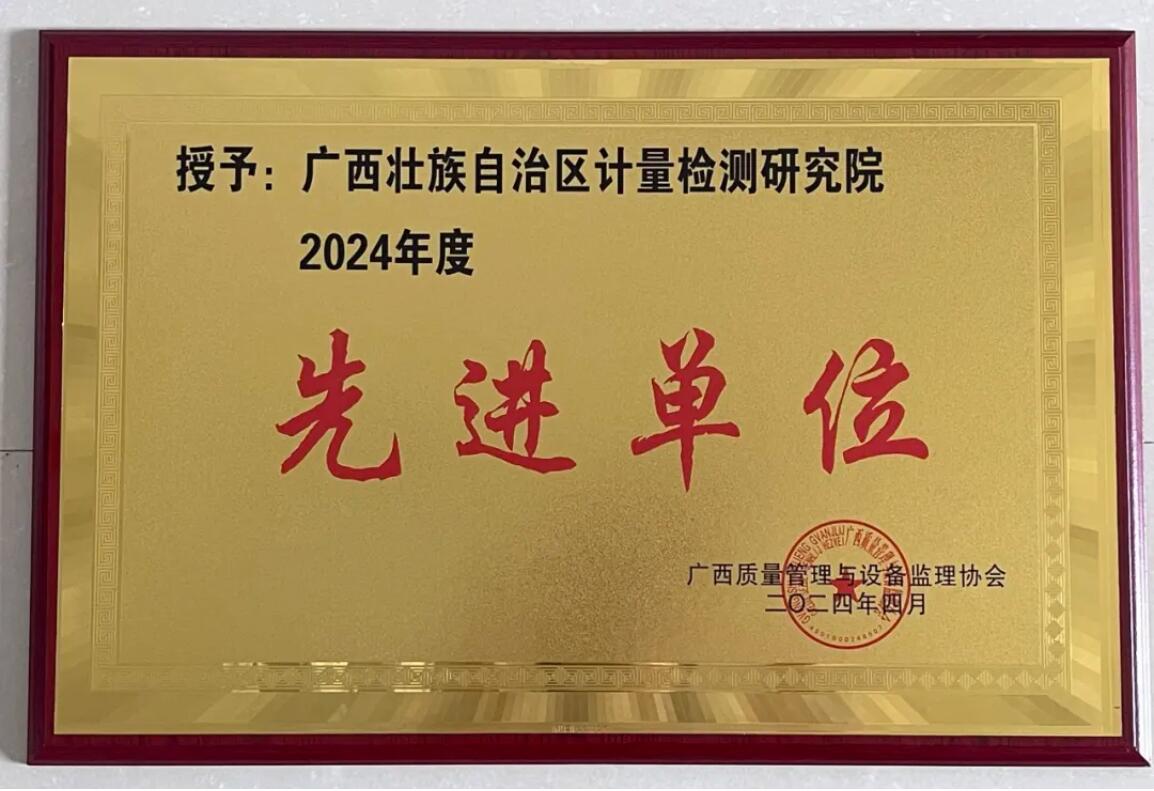 授予：广西壮族自治区计量检测研究院
2024年度
先进单位
广西质量管理与设备监理协会
二〇二四年四月